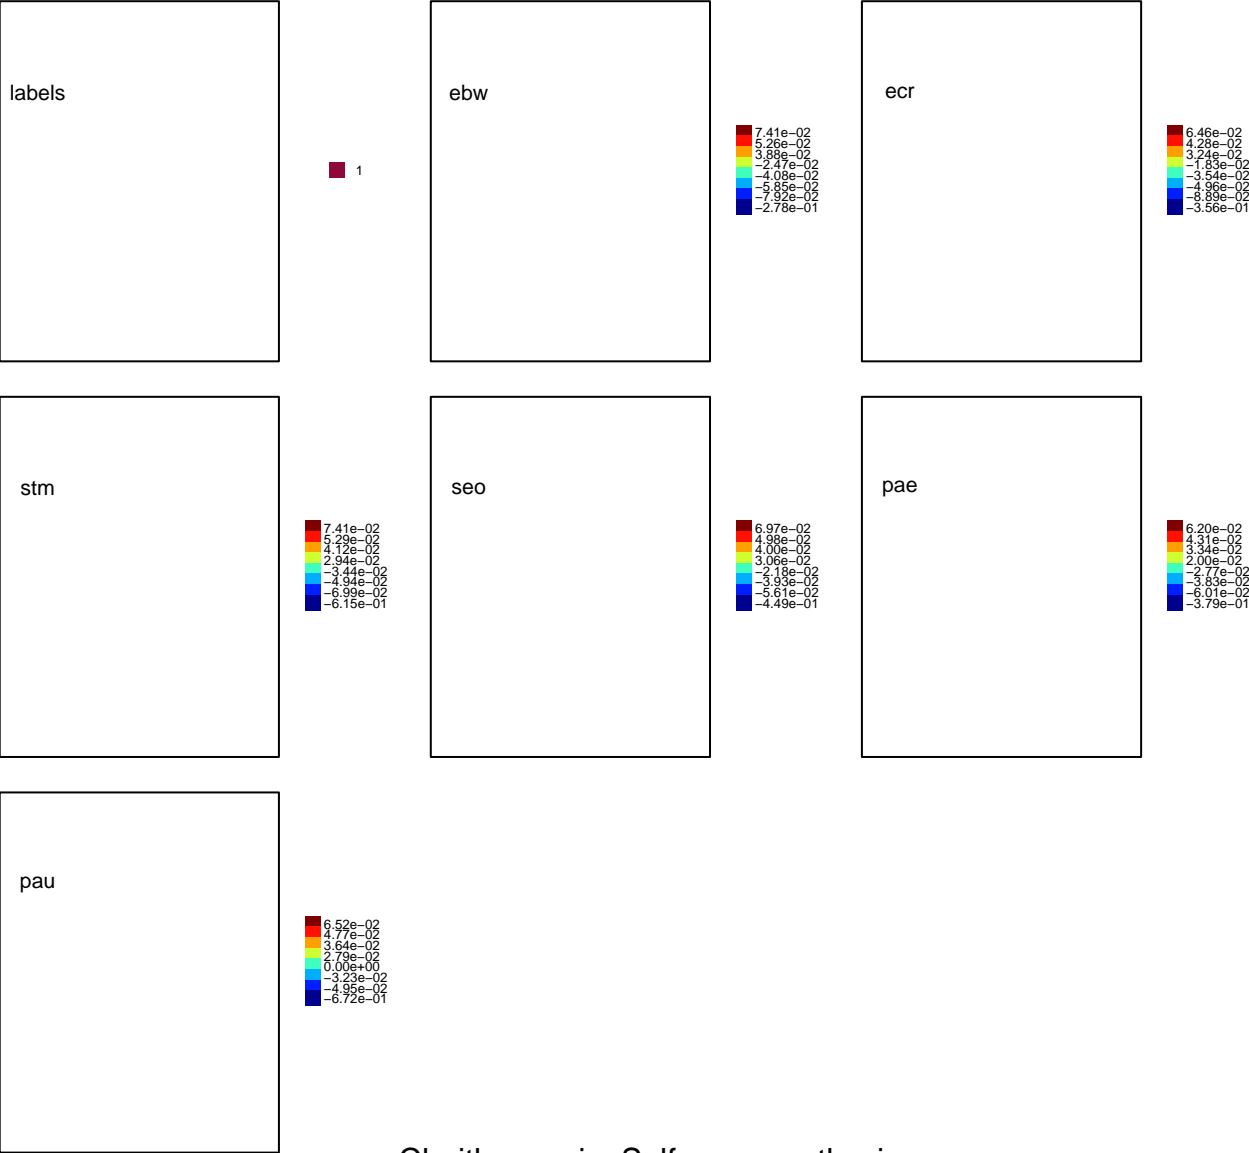 labels
1
ebw
7.41e−02
5.26e−02
3.88e−02
−2.47e−02
−4.08e−02
−5.85e−02
−7.92e−02
−2.78e−01
ecr
6.46e−02
4.28e−02
3.24e−02
−1.83e−02
−3.54e−02
−4.96e−02
−8.89e−02
−3.56e−01
stm
7.41e−02
5.29e−02
4.12e−02
2.94e−02
−3.44e−02
−4.94e−02
−6.99e−02
−6.15e−01
seo
6.97e−02
4.98e−02
4.00e−02
3.06e−02
−2.18e−02
−3.93e−02
−5.61e−02
−4.49e−01
pae
6.20e−02
4.31e−02
3.34e−02
2.00e−02
−2.77e−02
−3.83e−02
−6.01e−02
−3.79e−01
pau
6.52e−02
4.77e−02
3.64e−02
2.79e−02
0.00e+00
−3.23e−02
−4.95e−02
−6.72e−01